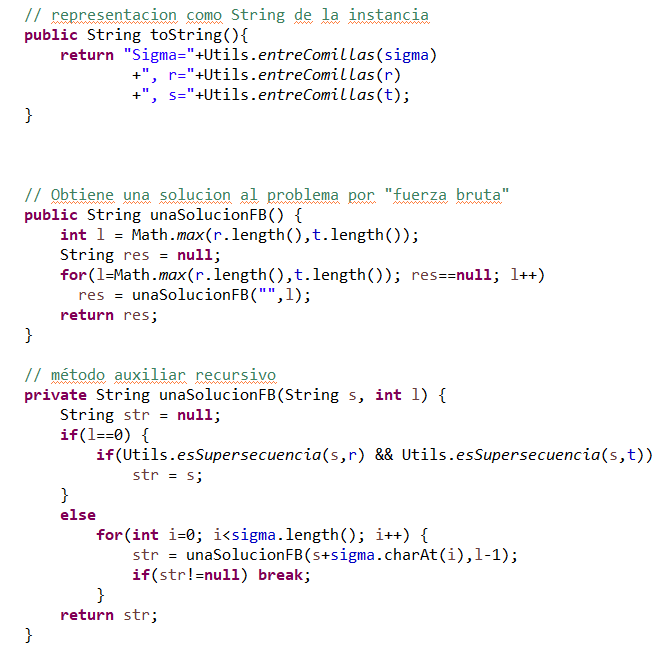 // representacion como String de la instancia
public String toString(){
    return "Sigma="+Utils.entreComillas(sigma)
            +", r="+Utils.entreComillas(r)
            +", s="+Utils.entreComillas(t);
}
// Obtiene una solucion al problema por "fuerza bruta"
public String unaSolucionFB() {
    int l = Math.max(r.length(),t.length());
    String res = null;
    for(l=Math.max(r.length(),t.length()); res==null; l++)
      res = unaSolucionFB("",l);
    return res;
}
// método auxiliar recursivo
private String unaSolucionFB(String s, int l) {
    String str = null;
    if(l==0) {
        if(Utils.esSupersecuencia(s,r) && Utils.esSupersecuencia(s,t))
            str = s;
    }
    else
        for(int i=0; i<sigma.length(); i++) {
            str = unaSolucionFB(s+sigma.charAt(i),l-1);
            if(str!=null) break;
        }
    return str;
}